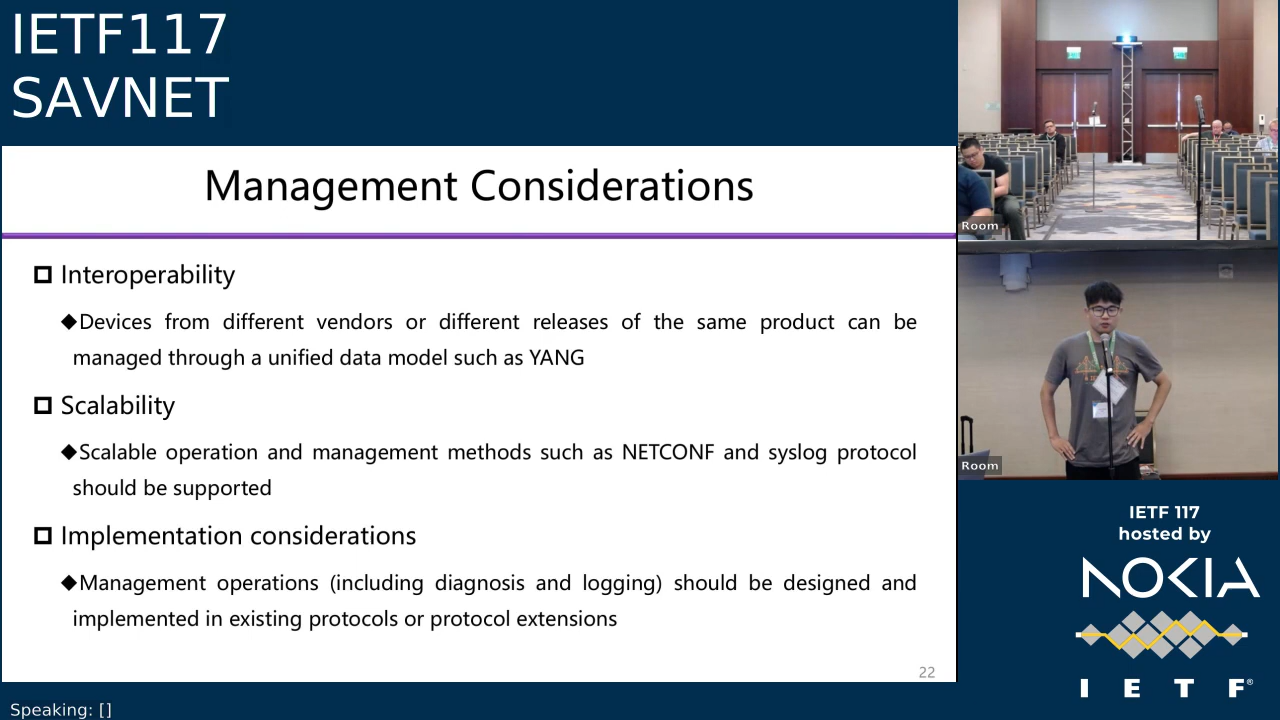 IETF117
SAVNET
Management Considerations
Interoperability
Devices from different vendors or different releases of the same product can be
managed through a unified data model such as YANG
Scalability
Scalable operation and management methods such as NETCONF and syslog protocol
should be supported
Implementation considerations
Management operations (including diagnosis and logging) should be designed and
implemented in existing protocols or protocol extensions
22
Speaking: []
Room
Room
IETF 117
hosted by
NOKIA
I E T F®